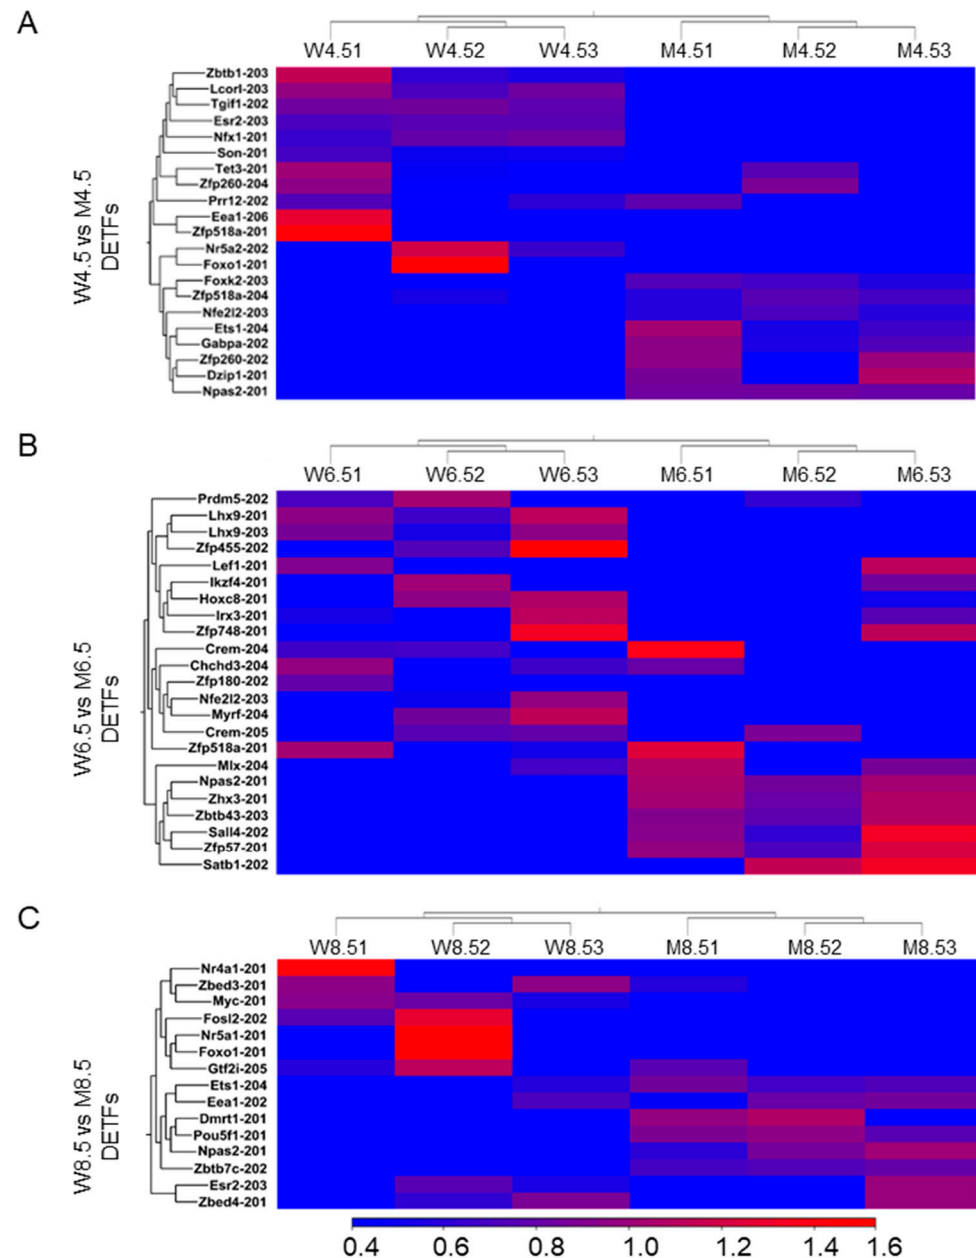 A
W4.51 W4.52 W4.53 M4.51 M4.52 M4.53
W4.5 vs M4.5
DETFs
Zbtb1-203
Lcorl-203
Tgif1-202
Esr2-203
Nfx1-201
Son-201
Tet3-201
Zfp260-204
Prr12-202
Eea1-206
Zfp518a-201
Nr5a2-202
Foxo1-201
Foxk2-203
Zfp518a-204
Nfe2l2-203
Ets1-204
Gabpa-202
Zfp260-202
Dzip1-201
Npas2-201
B
W6.51 W6.52 W6.53 M6.51 M6.52 M6.53
W6.5 vs M6.5
DETFs
Prdm5-202
Lhx9-201
Lhx9-203
Zfp455-202
Lef1-201
Ikzf4-201
Hoxc8-201
Irx3-201
Zfp748-201
Crem-204
Chchd3-204
Zfp180-202
Nfe2l2-203
Myrf-204
Crem-205
Zfp518a-201
Mlx-204
Npas2-201
Zhx3-201
Zbtb43-203
Sall4-202
Zfp57-201
Satb1-202
C
W8.51 W8.52 W8.53 M8.51 M8.52 M8.53
W8.5 vs M8.5
DETFs
Nr4a1-201
Zbed3-201
Myc-201
Fosl2-202
Nr5a1-201
Foxo1-201
Gtf2i-205
Ets1-204
Eea1-202
Dmrt1-201
Pou5f1-201
Npas2-201
Zbtb7c-202
Esr2-203
Zbed4-201
0.4 0.6 0.8 1.0 1.2 1.4 1.6